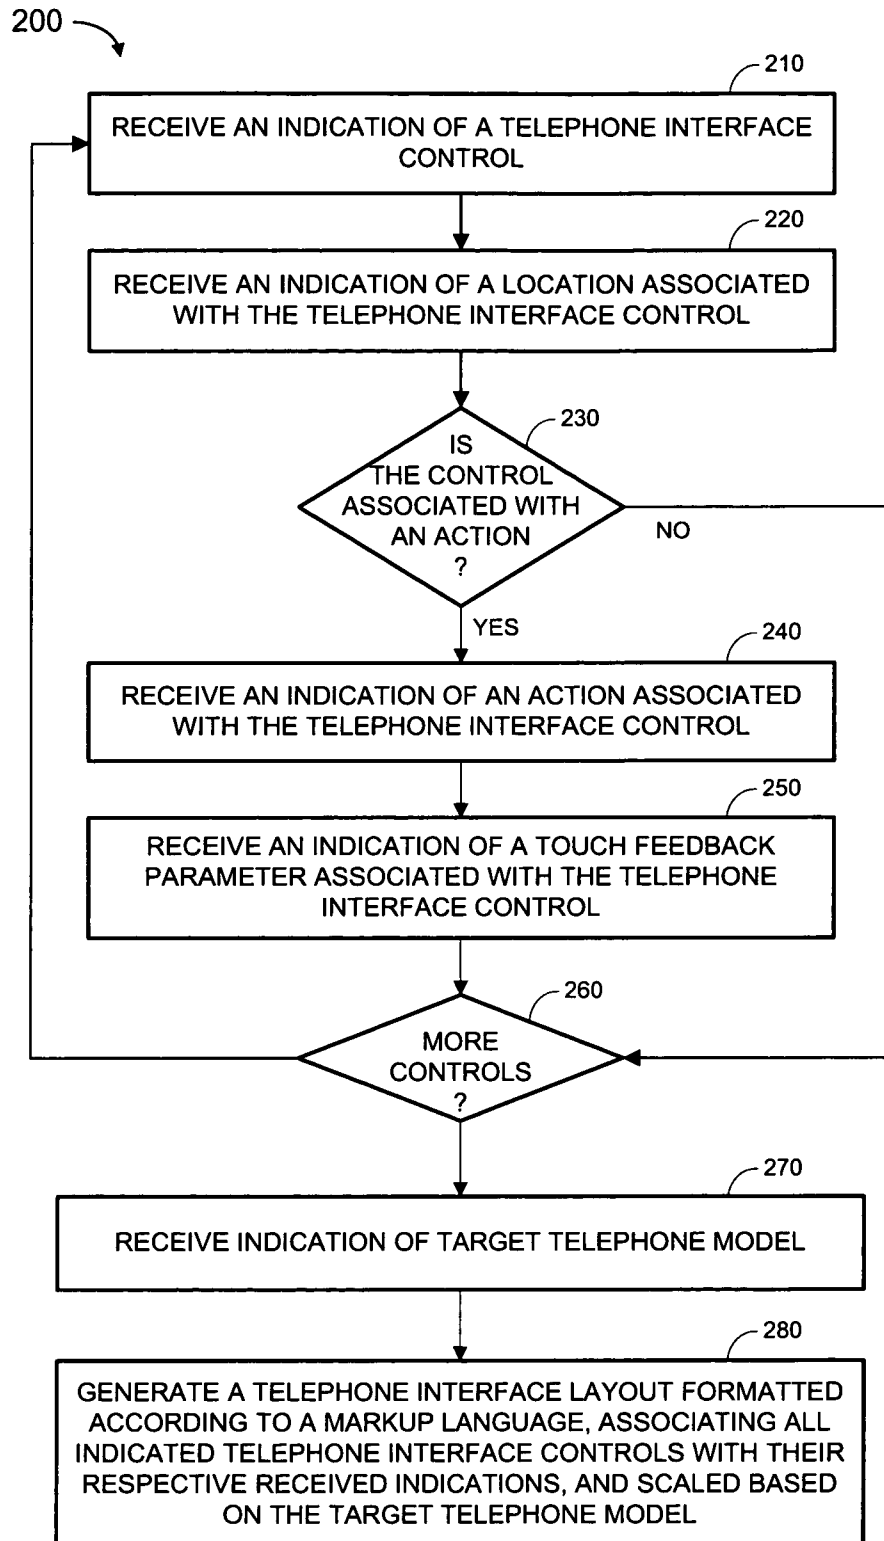 200
210
RECEIVE AN INDICATION OF A TELEPHONE INTERFACE
CONTROL
220
RECEIVE AN INDICATION OF A LOCATION ASSOCIATED
WITH THE TELEPHONE INTERFACE CONTROL
230
IS
THE CONTROL
ASSOCIATED WITH
AN ACTION
?
NO
YES
240
RECEIVE AN INDICATION OF AN ACTION ASSOCIATED
WITH THE TELEPHONE INTERFACE CONTROL
250
RECEIVE AN INDICATION OF A TOUCH FEEDBACK
PARAMETER ASSOCIATED WITH THE TELEPHONE
INTERFACE CONTROL
260
MORE
CONTROLS
?
270
RECEIVE INDICATION OF TARGET TELEPHONE MODEL
280
GENERATE A TELEPHONE INTERFACE LAYOUT FORMATTED
ACCORDING TO A MARKUP LANGUAGE, ASSOCIATING ALL
INDICATED TELEPHONE INTERFACE CONTROLS WITH THEIR
RESPECTIVE RECEIVED INDICATIONS, AND SCALED BASED
ON THE TARGET TELEPHONE MODEL